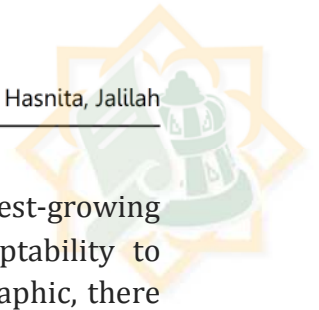 Hasnita, Jalilah
est-growing
ptability to
aphic, there